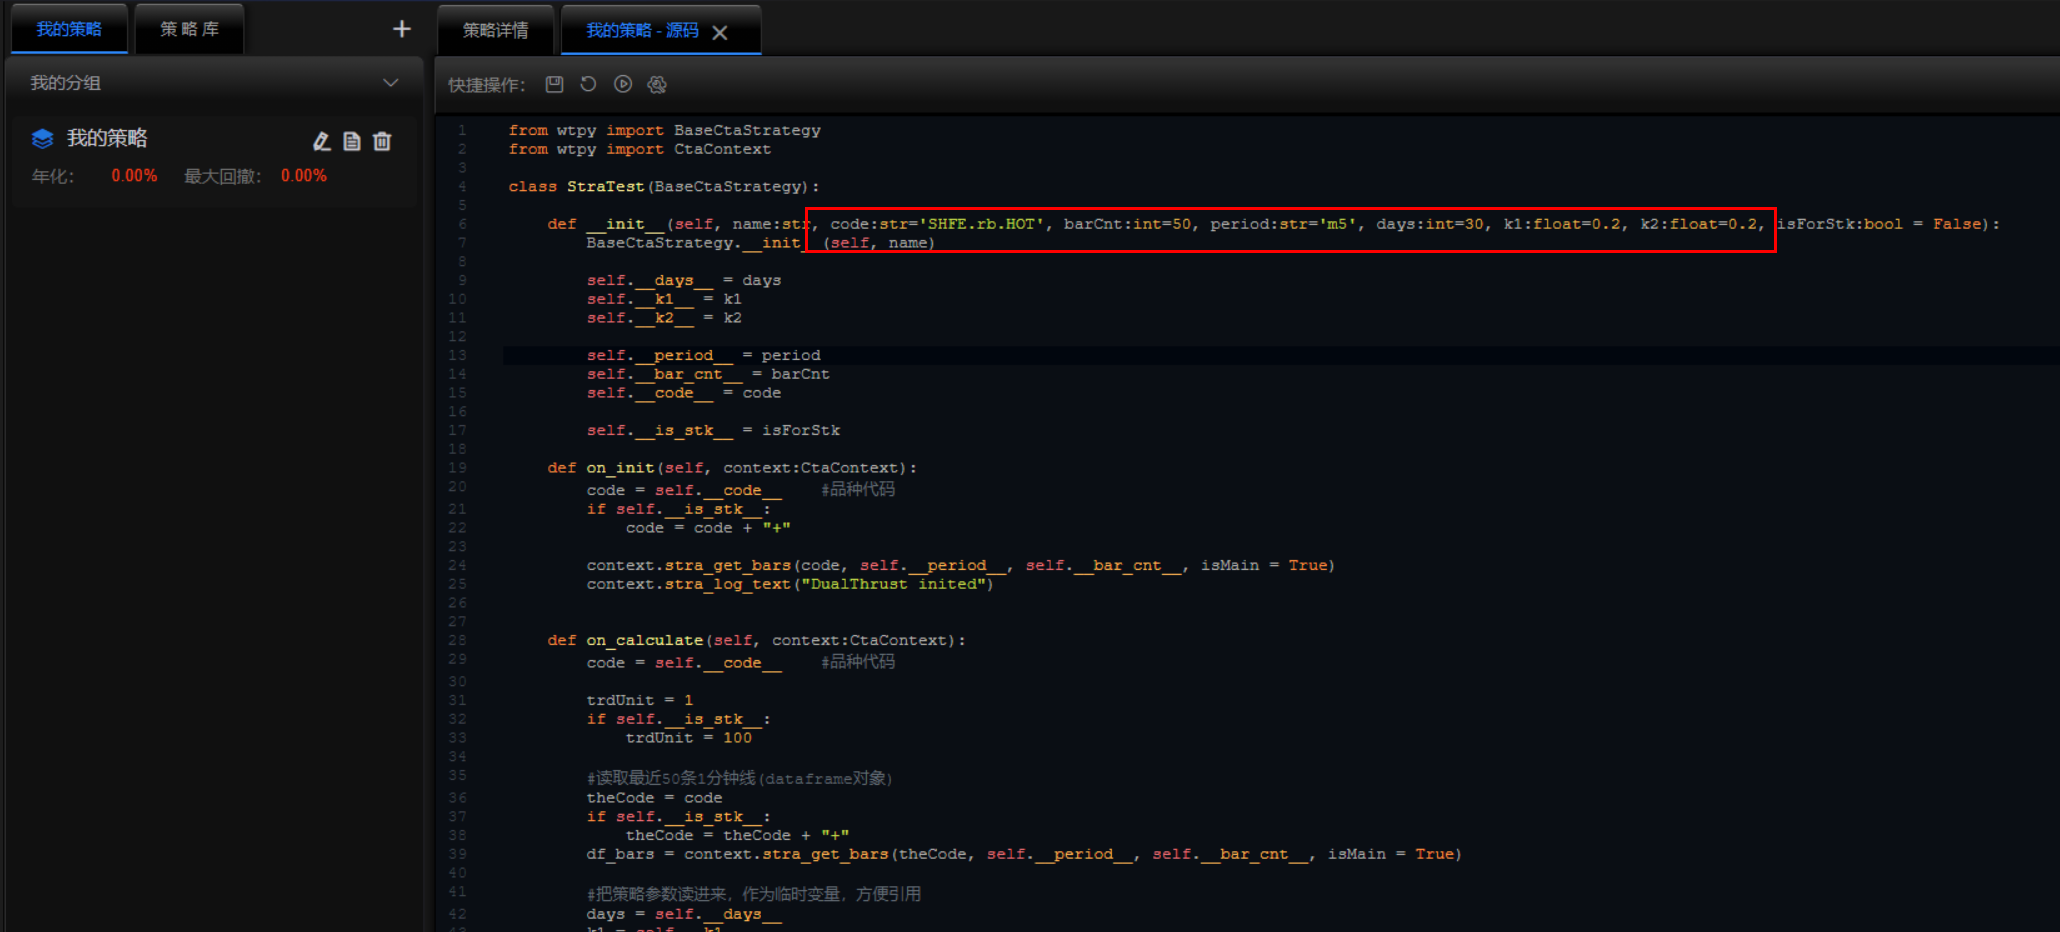 我的策略 策 略 库 + 策略详情 我的策略 - 源码
我的分组
快捷操作:
我的策略
年化: 0.00% 最大回撤: 0.00%
1 from wtpy import BaseCtaStrategy
2 from wtpy import CtaContext
3
4 class StraTest(BaseCtaStrategy):
5
6 def __init__(self, name:str, code:str='SHFE.rb.HOT', barCnt:int=50, period:str='m5', days:int=30, k1:float=0.2, k2:float=0.2, isForStk:bool = False):
7 BaseCtaStrategy.__init__(self, name)
8
9 self.__days__ = days
10 self.__k1__ = k1
11 self.__k2__ = k2
12
13 self.__period__ = period
14 self.__bar_cnt__ = barCnt
15 self.__code__ = code
16
17 self.__is_stk__ = isForStk
18
19 def on_init(self, context:CtaContext):
20 code = self.__code__ #品种代码
21 if self.__is_stk__:
22 code = code + "+"
23
24 context.stra_get_bars(code, self.__period__, self.__bar_cnt__, isMain = True)
25 context.stra_log_text("DualThrust inited")
26
27
28 def on_calculate(self, context:CtaContext):
29 code = self.__code__ #品种代码
30
31 trdUnit = 1
32 if self.__is_stk__:
33 trdUnit = 100
34
35 #读取最近50条1分钟线(dataframe对象)
36 theCode = code
37 if self.__is_stk__:
38 theCode = theCode + "+"
39 df_bars = context.stra_get_bars(theCode, self.__period__, self.__bar_cnt__, isMain = True)
40
41 #把策略参数读进来，作为临时变量，方便引用
42 days = self.__days__